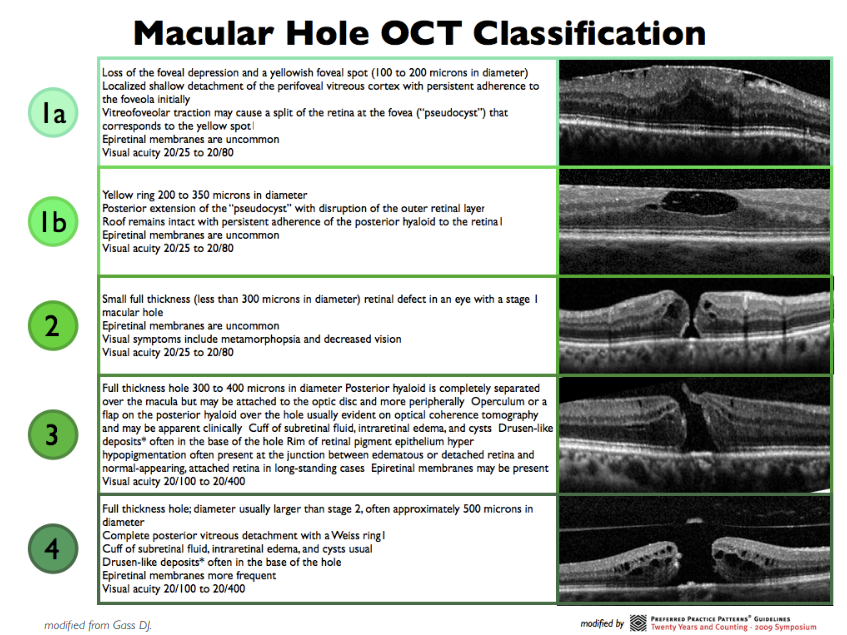 Macular Hole OCT Classification
1a
Loss of the foveal depression and a yellowish foveal spot (100 to 200 microns in diameter)
Localized shallow detachment of the perifoveal vitreous cortex with persistent adherence to
the foveola initially
Vitreofoveolar traction may cause a split of the retina at the fovea (“pseudocyst”) that
corresponds to the yellow spot
Epiretinal membranes are uncommon
Visual acuity 20/25 to 20/80
1b
Yellow ring 200 to 350 microns in diameter
Posterior extension of the “pseudocyst” with disruption of the outer retinal layer
Roof remains intact with persistent adherence of the posterior hyaloid to the retina
Epiretinal membranes are uncommon
Visual acuity 20/25 to 20/80
2
Small full thickness (less than 300 microns in diameter) retinal defect in an eye with a stage 1
macular hole
Epiretinal membranes are uncommon
Visual symptoms include metamorphopsia and decreased vision
Visual acuity 20/25 to 20/80
3
Full thickness hole 300 to 400 microns in diameter Posterior hyaloid is completely separated
over the macula but may be attached to the optic disc and more peripherally Operculum or a
flap on the posterior hyaloid over the hole usually evident on optical coherence tomography
and may be apparent clinically Cuff of subretinal fluid, intraretinal edema, and cysts Drusen-like
deposits* often in the base of the hole Rim of retinal pigment epithelium hyper
hypopigmentation often present at the junction between edematous or detached retina and
normal-appearing, attached retina in long-standing cases Epiretinal membranes may be present
Visual acuity 20/100 to 20/400
4
Full thickness hole; diameter usually larger than stage 2, often approximately 500 microns in
diameter
Complete posterior vitreous detachment with a Weiss ring
Cuff of subretinal fluid, intraretinal edema, and cysts usual
Drusen-like deposits* often in the base of the hole
Epiretinal membranes more frequent
Visual acuity 20/100 to 20/400
modified from Gass DJ.
modified by
PREFERRED PRACTICE PATTERNS® GUIDELINES
Twenty Years and Counting - 2009 Symposium